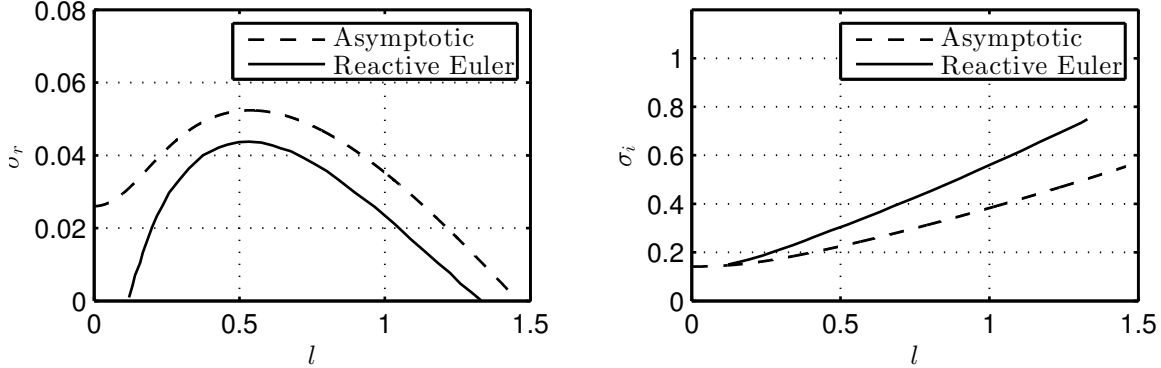 0.08
0.06
0.04
0.02
0
σr
Asymptotic
Reactive Euler
0 0.5 1 1.5
l
1
0.8
0.6
0.4
0.2
0
σi
Asymptotic
Reactive Euler
0 0.5 1 1.5
l